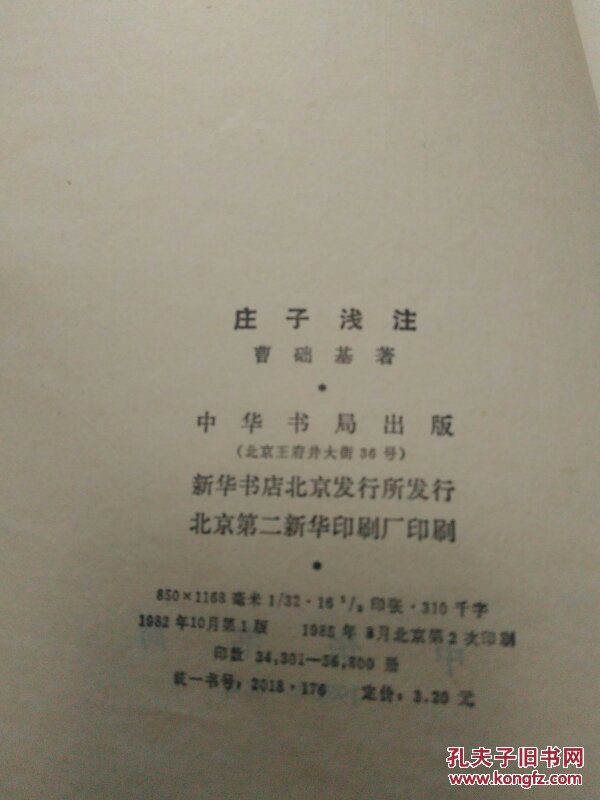 庄子浅注
曹础基著
中华书局出版
(北京王府井大街36号)
新华书店北京发行所发行
北京第二新华印刷厂印刷
850×1168毫米1/32·16 1/2印张·310千字
1982年10月第1版 1985年 月北京第2次印刷
印数 34,301—56,800册
统一书号:2018·176 定价:3.20元
孔夫子旧书网
www.kongfz.com